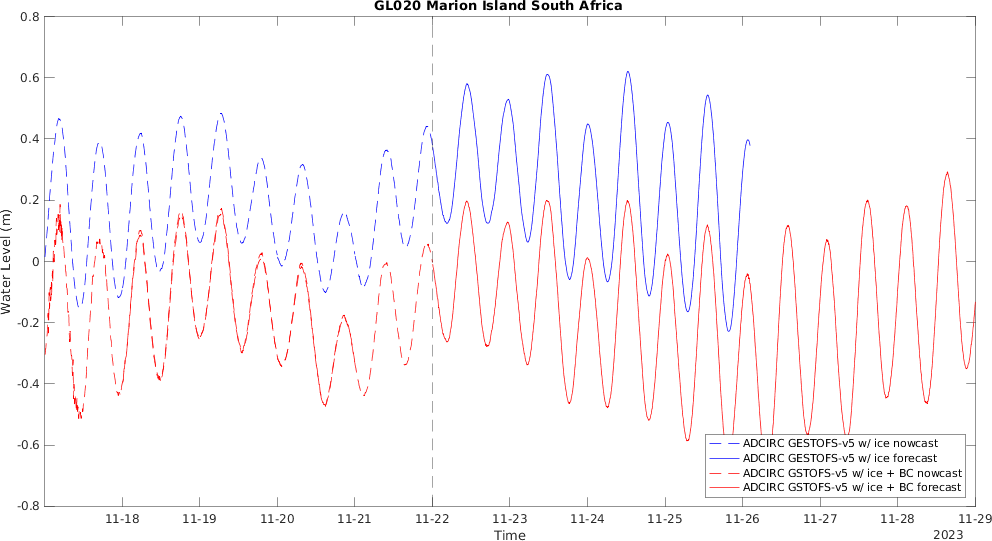 GL020 Marion Island South Africa
0.8
0.6
0.4
0.2
0
-0.2
-0.4
-0.6
-0.8
Water Level (m)
ADCIRC GESTOFS-v5 w/ ice nowcast
ADCIRC GESTOFS-v5 w/ ice forecast
ADCIRC GSTOFS-v5 w/ ice + BC nowcast
ADCIRC GSTOFS-v5 w/ ice + BC forecast
11-18 11-19 11-20 11-21 11-22 11-23 11-24 11-25 11-26 11-27 11-28 11-29
Time
2023